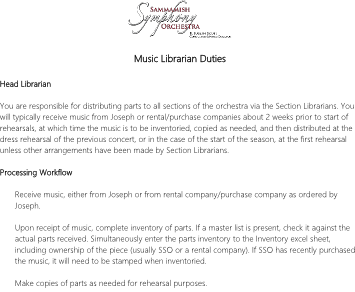 SAMMAMISH
Symphony
ORCHESTRA
Music Librarian Duties
Head Librarian
You are responsible for distributing parts to all sections of the orchestra via the Section Librarians. You
will typically receive music from Joseph or rental/purchase companies about 2 weeks prior to start of
rehearsals, at which time the music is to be inventoried, copied as needed, and then distributed at the
dress rehearsal of the previous concert, or in the case of the start of the season, at the first rehearsal
unless other arrangements have been made by Section Librarians.
Processing Workflow
Receive music, either from Joseph or from rental company/purchase company as ordered by
Joseph.
Upon receipt of music, complete inventory of parts. If a master list is present, check it against the
actual parts received. Simultaneously enter the parts inventory to the Inventory excel sheet,
including ownership of the piece (usually SSO or a rental company). If SSO has recently purchased
the music, it will need to be stamped when inventoried.
Make copies of parts as needed for rehearsal purposes.